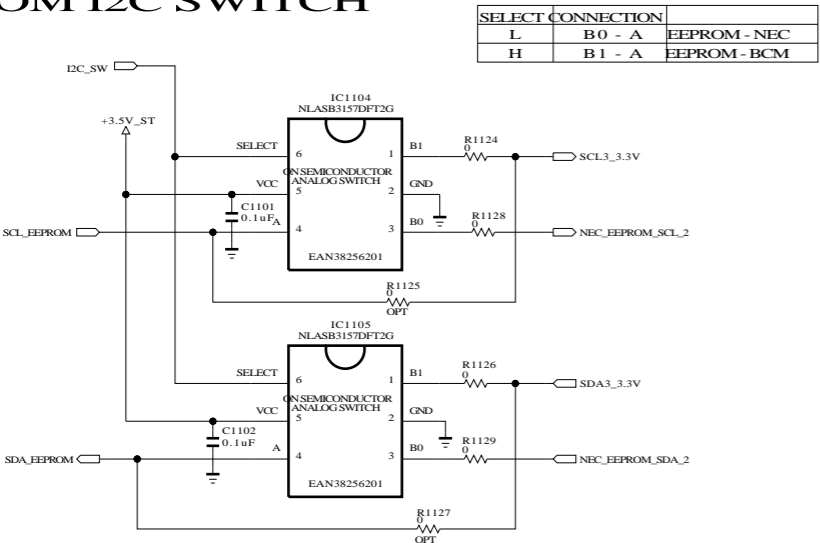 OM I2C SWITCH
SELECT CONNECTION
L B0 - A EEPROM - NEC
H B1 - A EEPROM - BCM
I2C_SW
+3.5V_ST
IC1104
NLASB3157DFT2G
SELECT 6 1 B1
ON SEMICONDUCTOR
ANALOG SWITCH
VCC 5 2 GND
A 4 3 B0
EAN38256201
C1101
0.1uF
SCL_EEPROM
R1124
0
SCL3_3.3V
R1128
0
NEC_EEPROM_SCL_2
R1125
0
OPT
IC1105
NLASB3157DFT2G
SELECT 6 1 B1
ON SEMICONDUCTOR
ANALOG SWITCH
VCC 5 2 GND
A 4 3 B0
EAN38256201
C1102
0.1uF
SDA_EEPROM
R1126
0
SDA3_3.3V
R1129
0
NEC_EEPROM_SDA_2
R1127
0
OPT